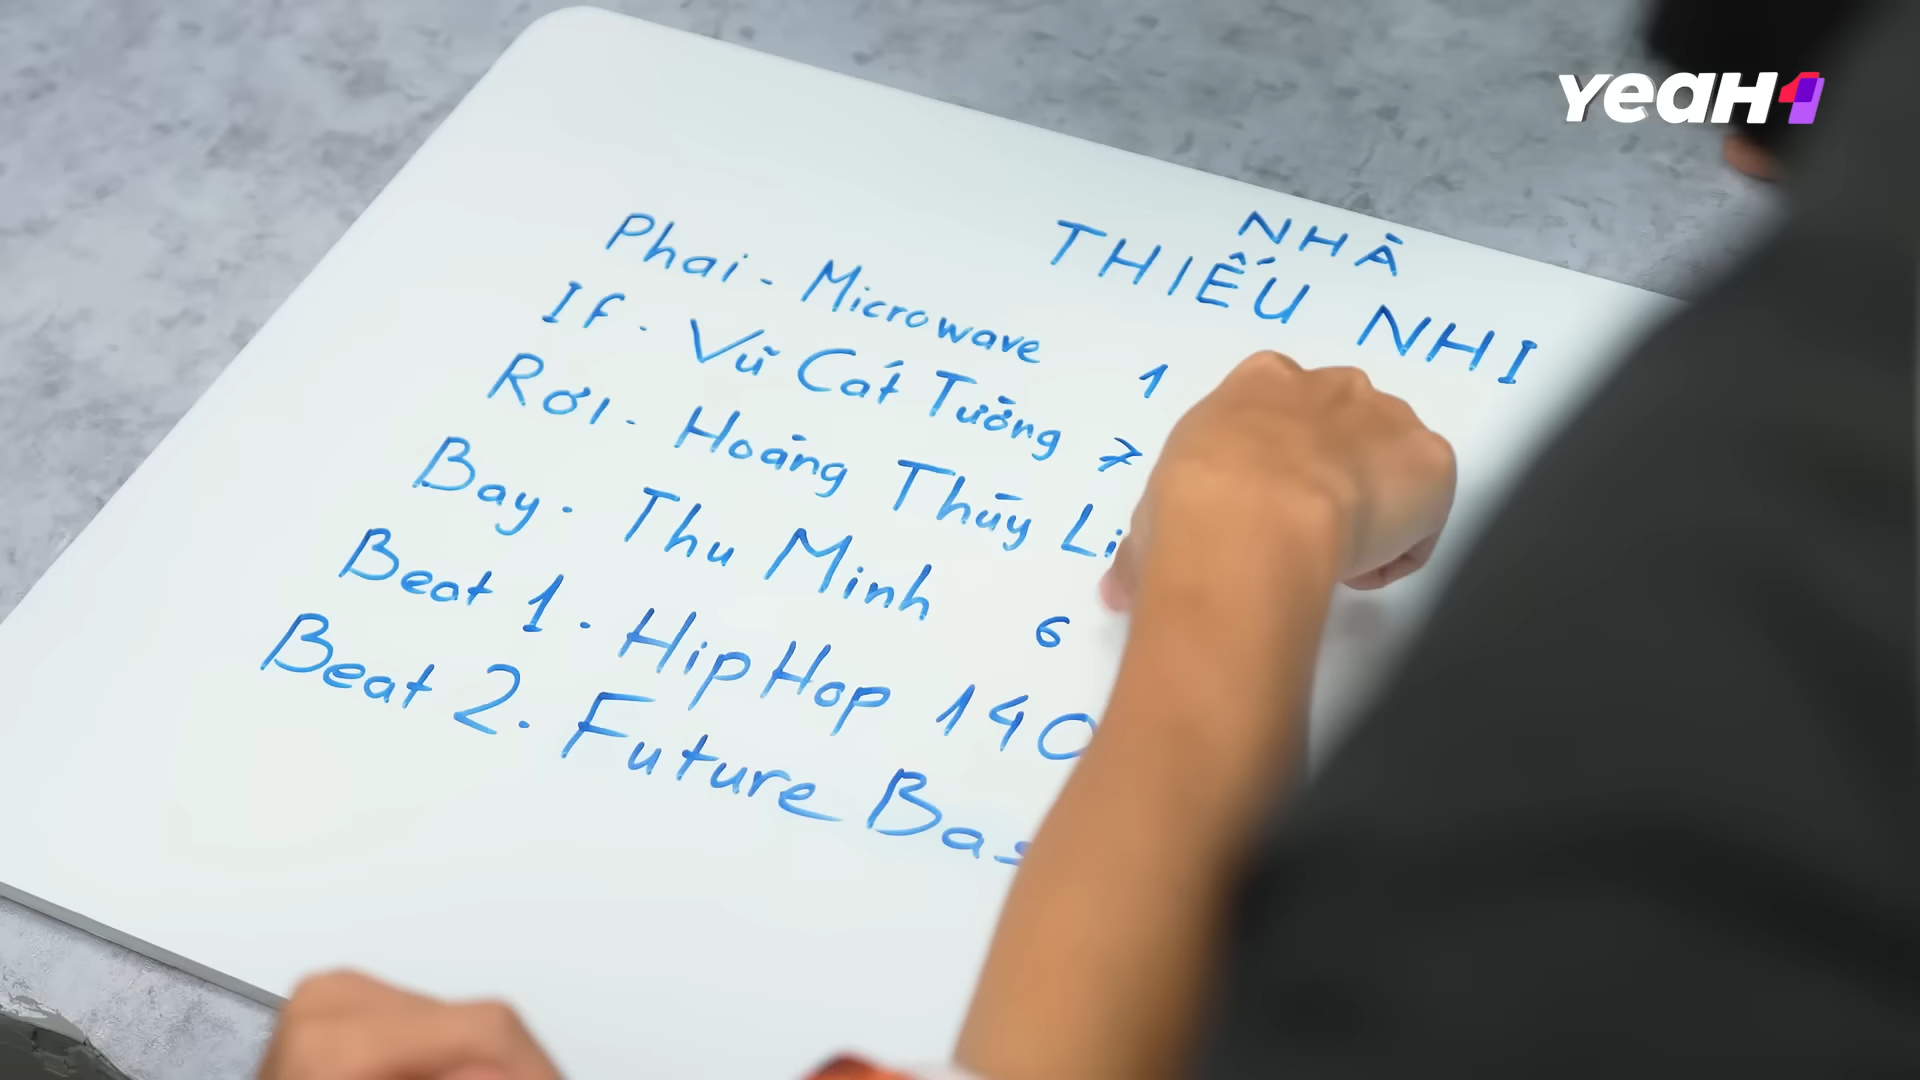 YEAH1
NHÀ
THIẾU NHI
Phai - Microwave 1
If - Vũ Cát Tường 7
Rơi - Hoàng Thùy
Bay - Thu Minh 6
Beat 1 - HipHop 140
Beat 2 - Future